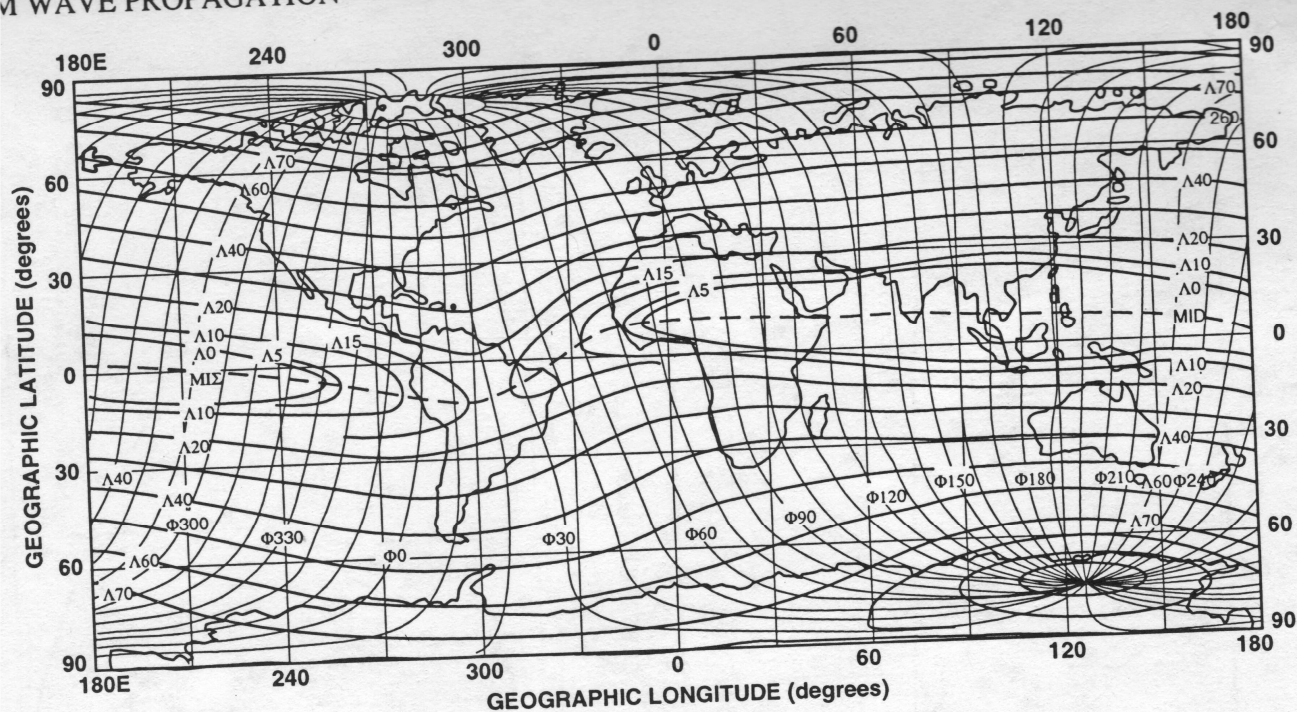 M WAVE PROPAGATION
180E 240 300 0 60 120 180
90 90
Λ70
260
60 Λ70 60
Λ60 Λ40
Λ40 Λ20 30
30 Λ15 Λ10
Λ20 Λ5 Λ0
Λ10 Λ15 MID
Λ0 Λ5 0
0 ΜΙΣ Λ10
Λ10 Λ20
Λ20 Λ40 30
30
Λ40 Φ120 Φ150 Φ180 Φ210 Λ60 Φ240
Λ40
Φ300 Φ330 Φ0 Φ30 Φ60 Φ90 Λ70 60
60 Λ60
Λ70
90 90
180E 240 300 0 60 120 180
GEOGRAPHIC LATITUDE (degrees)
GEOGRAPHIC LONGITUDE (degrees)